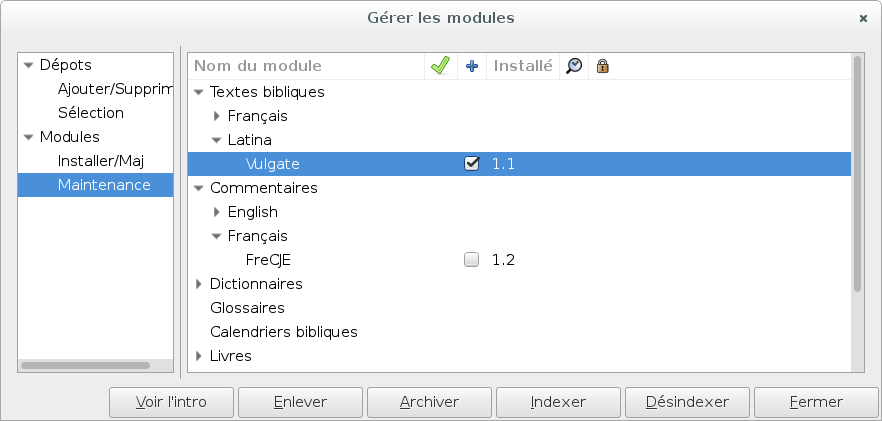 Gérer les modules
Dépots
Ajouter/Supprim
Sélection
Modules
Installer/Maj
Maintenance
Nom du module Installé
Textes bibliques
Français
Latina
Vulgate 1.1
Commentaires
English
Français
FreCJE 1.2
Dictionnaires
Glossaires
Calendriers bibliques
Livres
Voir l'intro Enlever Archiver Indexer Désindexer Fermer